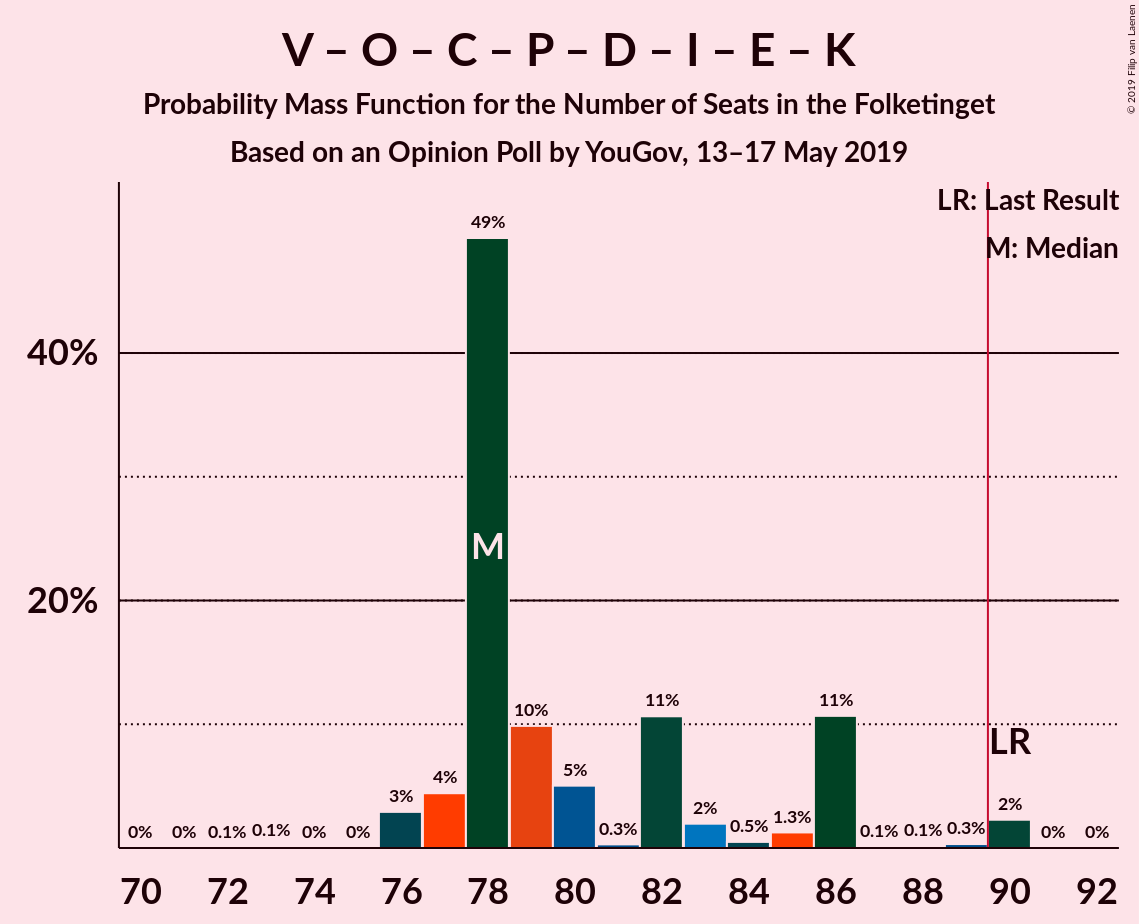 V – O – C – P – D – I – E – K
Probability Mass Function for the Number of Seats in the Folketinget
Based on an Opinion Poll by YouGov, 13–17 May 2019
© 2019 Filip van Laenen
LR: Last Result
M: Median
49%
40%
M
20%
11% 11%
10%
LR
5%
4%
3%
2% 2%
1.3%
0% 0% 0.1% 0.1% 0% 0% 0.3% 0.5% 0.1% 0.1% 0.3% 0% 0%
70 72 74 76 78 80 82 84 86 88 90 92